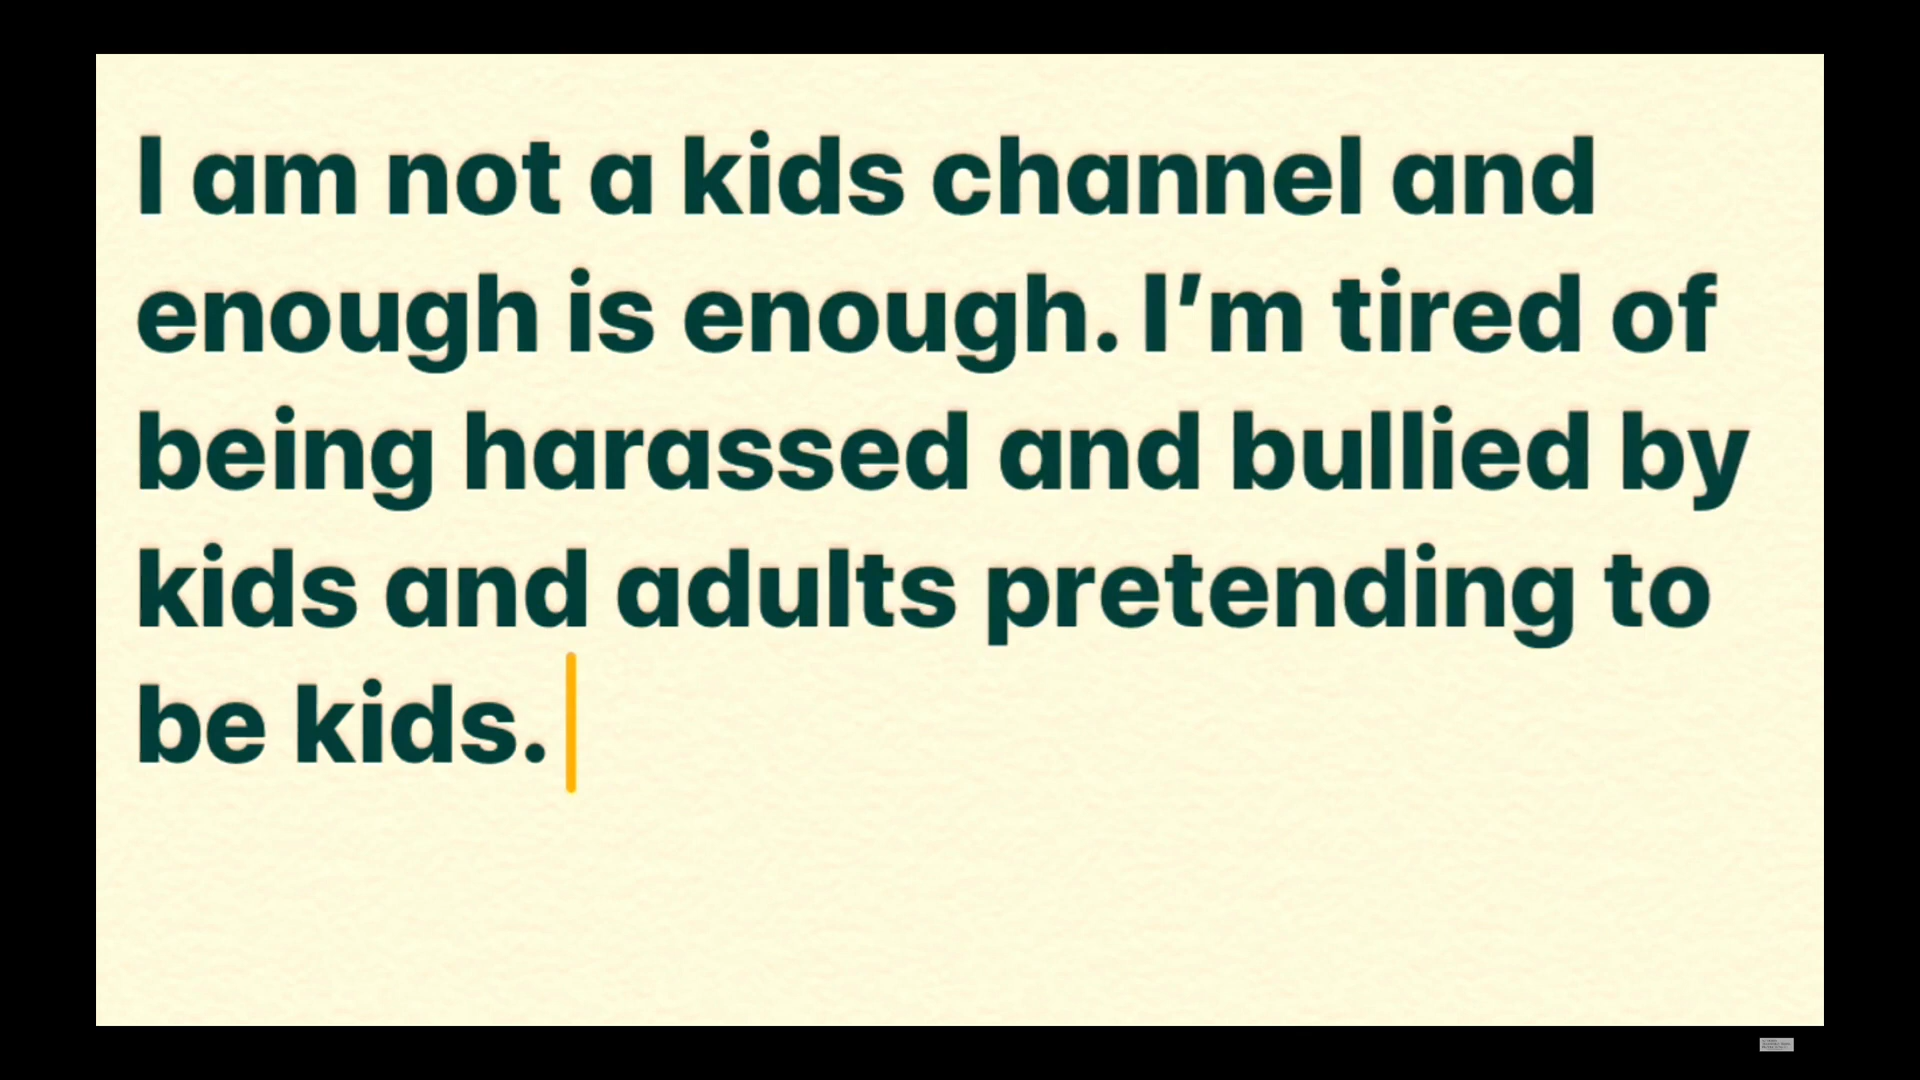 I am not a kids channel and
enough is enough. I’m tired of
being harassed and bullied by
kids and adults pretending to
be kids.